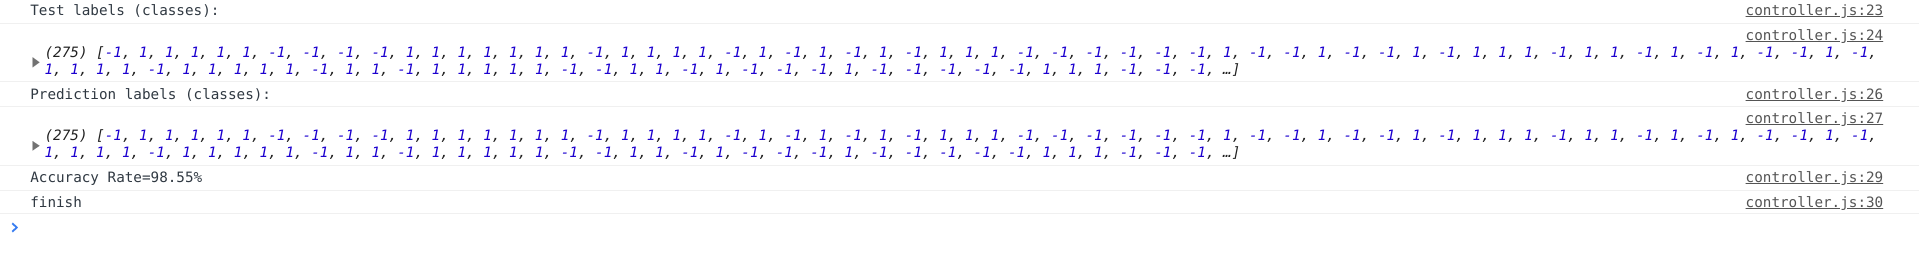 Test labels (classes): controller.js:23
controller.js:24
(275) [-1, 1, 1, 1, 1, 1, -1, -1, -1, -1, 1, 1, 1, 1, 1, 1, 1, -1, 1, 1, 1, 1, -1, 1, -1, 1, -1, 1, -1, 1, 1, 1, -1, -1, -1, -1, -1, -1, -1, 1, -1, -1, 1, -1, -1, 1, -1, 1, 1, 1, -1, 1, 1, -1, 1, -1, 1, -1, -1, 1, -1,
1, 1, 1, 1, -1, 1, 1, 1, 1, 1, -1, 1, 1, -1, 1, 1, 1, 1, 1, -1, -1, 1, 1, -1, 1, -1, -1, -1, 1, -1, -1, -1, -1, -1, 1, 1, 1, -1, -1, -1, …]
Prediction labels (classes): controller.js:26
controller.js:27
(275) [-1, 1, 1, 1, 1, 1, -1, -1, -1, -1, 1, 1, 1, 1, 1, 1, 1, -1, 1, 1, 1, 1, -1, 1, -1, 1, -1, 1, -1, 1, 1, 1, -1, -1, -1, -1, -1, -1, -1, 1, -1, -1, 1, -1, -1, 1, -1, 1, 1, 1, -1, 1, 1, -1, 1, -1, 1, -1, -1, 1, -1,
1, 1, 1, 1, -1, 1, 1, 1, 1, 1, -1, 1, 1, -1, 1, 1, 1, 1, 1, -1, -1, 1, 1, -1, 1, -1, -1, -1, 1, -1, -1, -1, -1, -1, 1, 1, 1, -1, -1, -1, …]
Accuracy Rate=98.55% controller.js:29
finish controller.js:30